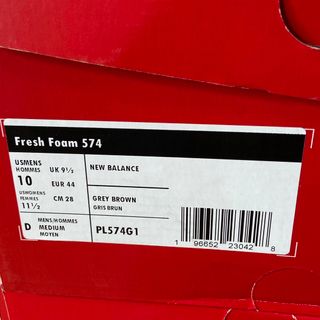 Fresh Foam 574
USMENS
HOMMES
10
UK 9½
EUR 44
NEW BALANCE
USWOMENS
FEMMES
11½
CM 28
GREY BROWN
GRIS BRUN
D
MENS/HOMMES
MEDIUM
MOYEN
PL574G1
1 96652 23042 8